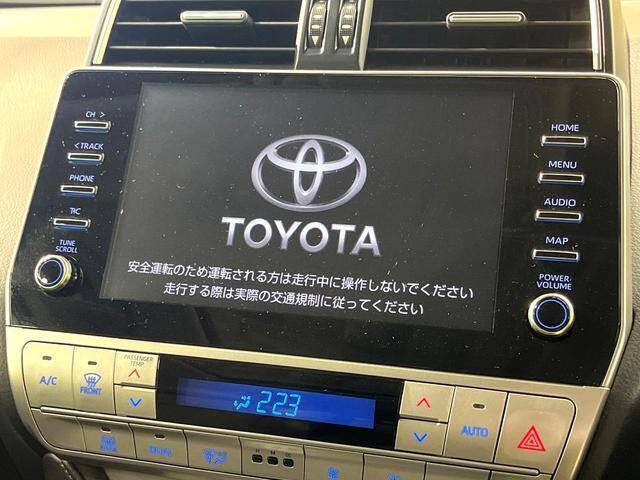 CH >
< TRACK
PHONE
TUNE
SCROLL
TOYOTA
安全運転のため運転される方は走行中に操作しないでください
走行する際は実際の交通規制に従ってください
HOME
MENU
AUDIO
MAP
POWER-
VOLUME
A/C
FRONT
PASSENGER
TEMP
223
AUTO
REAR
DUAL